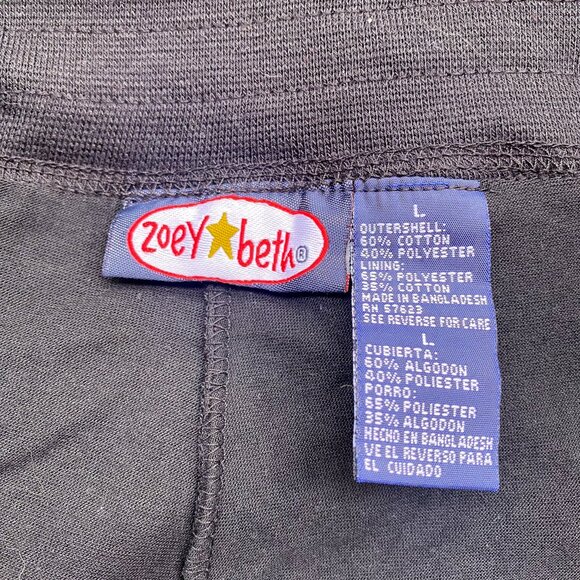 zoey beth®
L
OUTERSHELL:
60% COTTON
40% POLYESTER
LINING:
65% POLYESTER
35% COTTON
MADE IN BANGLADESH
RN 57623
SEE REVERSE FOR CARE
L
CUBIERTA:
60% ALGODON
40% POLIESTER
PORRO:
65% POLIESTER
35% ALGODON
HECHO EN BANGLADESH
VE EL REVERSO PARA
EL CUIDADO